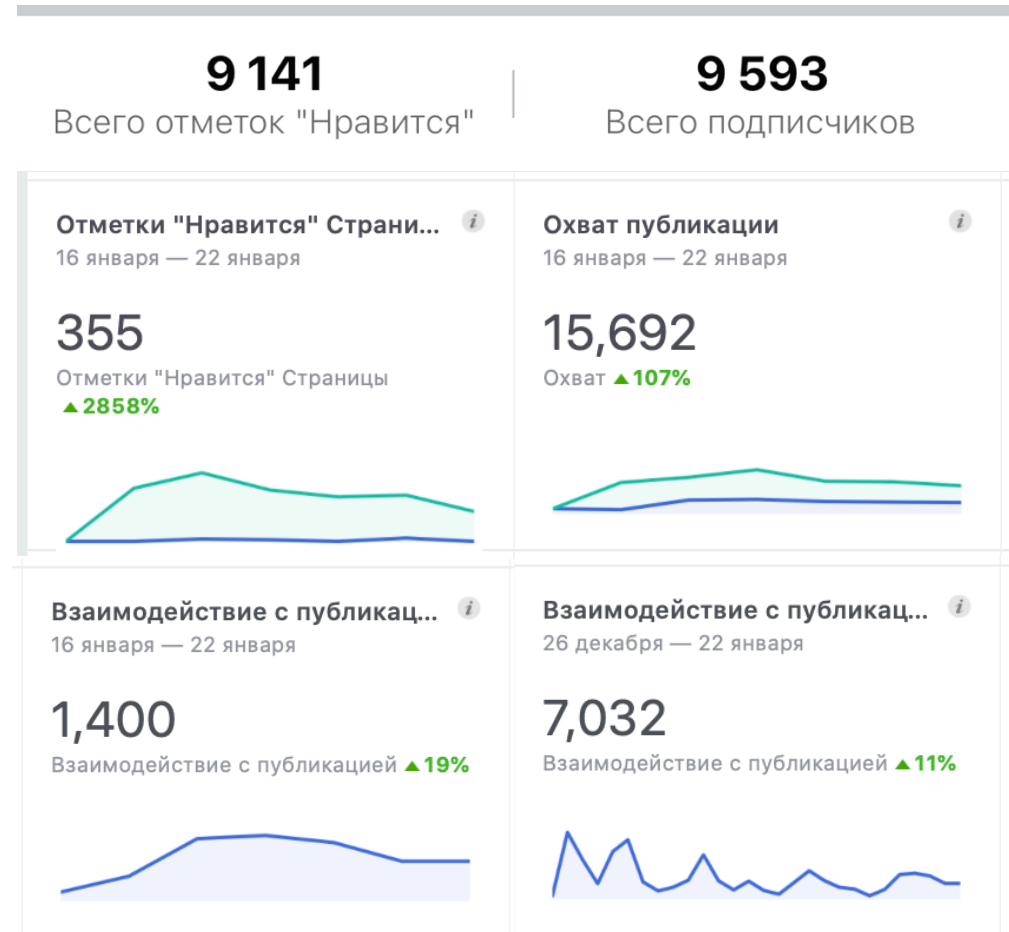 9 141
Всего отметок "Нравится"
9 593
Всего подписчиков
Отметки "Нравится" Страни...
16 января — 22 января
355
Отметки "Нравится" Страницы
▲2858%
Охват публикации
16 января — 22 января
15,692
Охват ▲107%
Взаимодействие с публикац...
16 января — 22 января
1,400
Взаимодействие с публикацией ▲19%
Взаимодействие с публикац...
26 декабря — 22 января
7,032
Взаимодействие с публикацией ▲11%